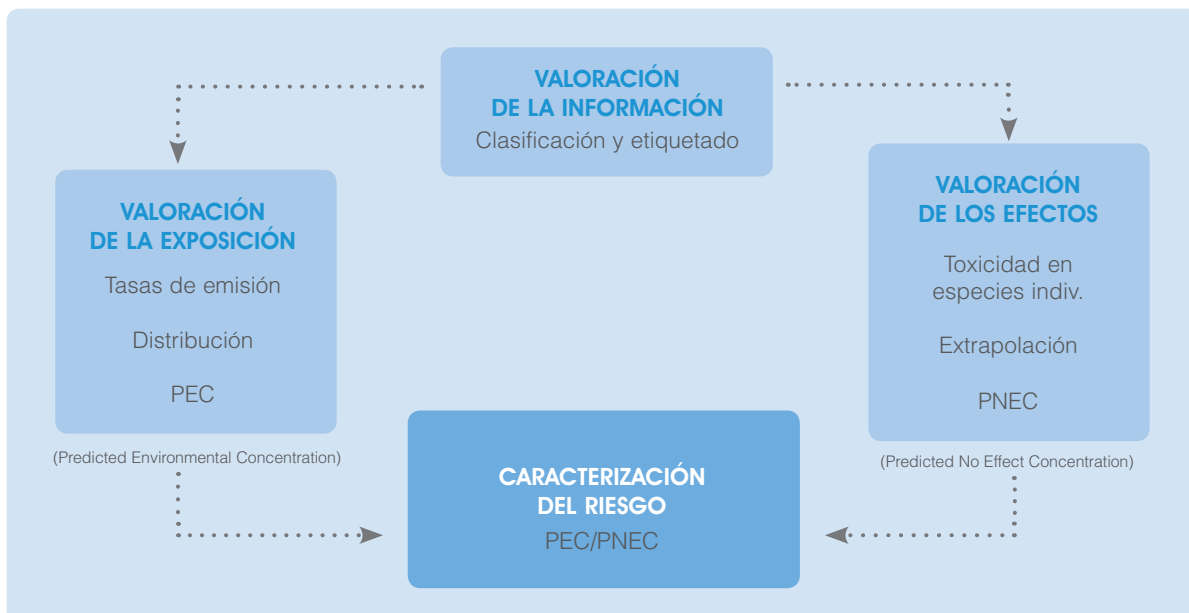 VALORACIÓN
DE LA INFORMACIÓN
Clasificación y etiquetado
VALORACIÓN
DE LA EXPOSICIÓN
Tasas de emisión
Distribución
PEC
(Predicted Environmental Concentration)
VALORACIÓN
DE LOS EFECTOS
Toxicidad en
especies indiv.
Extrapolación
PNEC
(Predicted No Effect Concentration)
CARACTERIZACIÓN
DEL RIESGO
PEC/PNEC